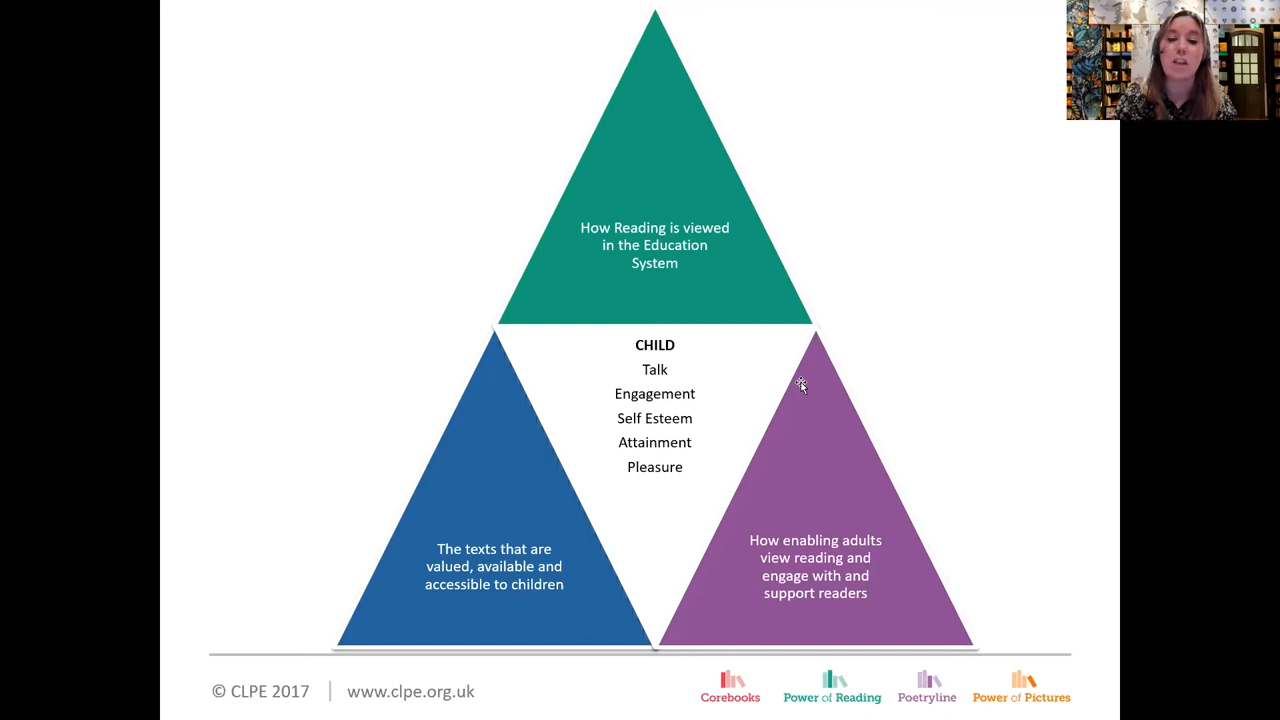 How Reading is viewed
in the Education
System
CHILD
Talk
Engagement
Self Esteem
Attainment
Pleasure
The texts that are
valued, available and
accessible to children
How enabling adults
view reading and
engage with and
support readers
© CLPE 2017 | www.clpe.org.uk
Corebooks
Power of Reading
Poetryline
Power of Pictures